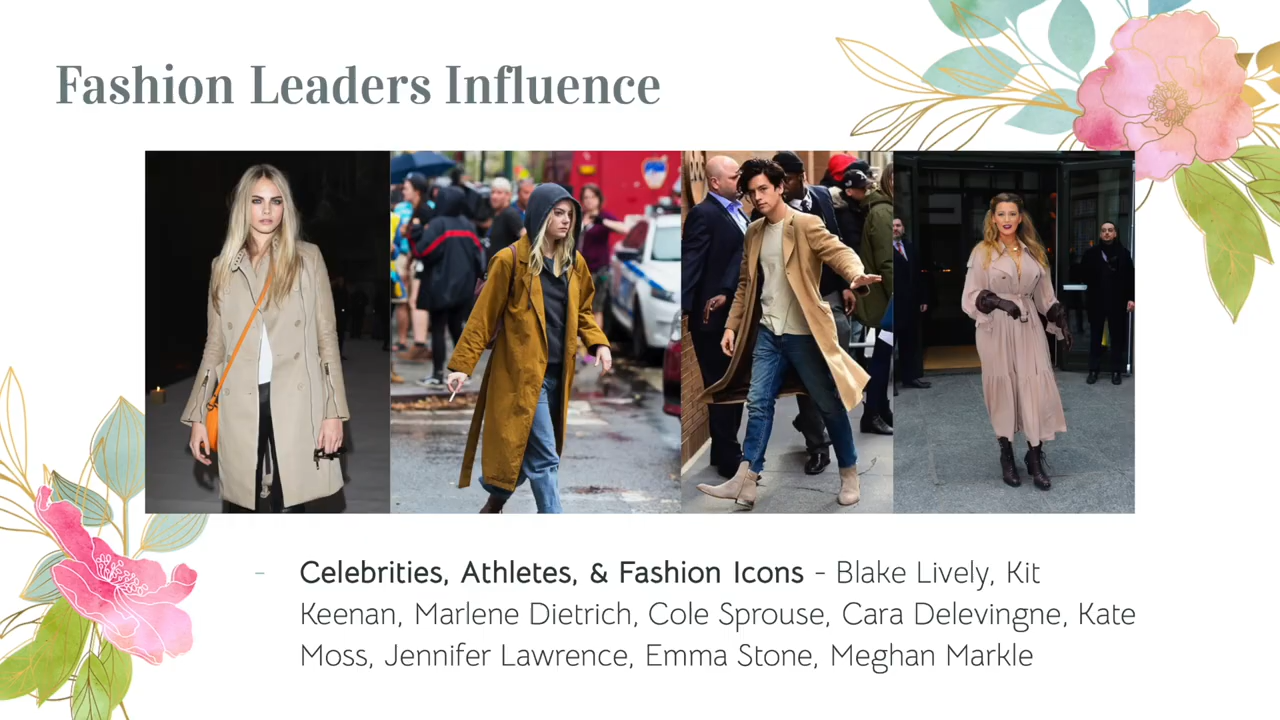 Fashion Leaders Influence
- Celebrities, Athletes, & Fashion Icons - Blake Lively, Kit
Keenan, Marlene Dietrich, Cole Sprouse, Cara Delevingne, Kate
Moss, Jennifer Lawrence, Emma Stone, Meghan Markle